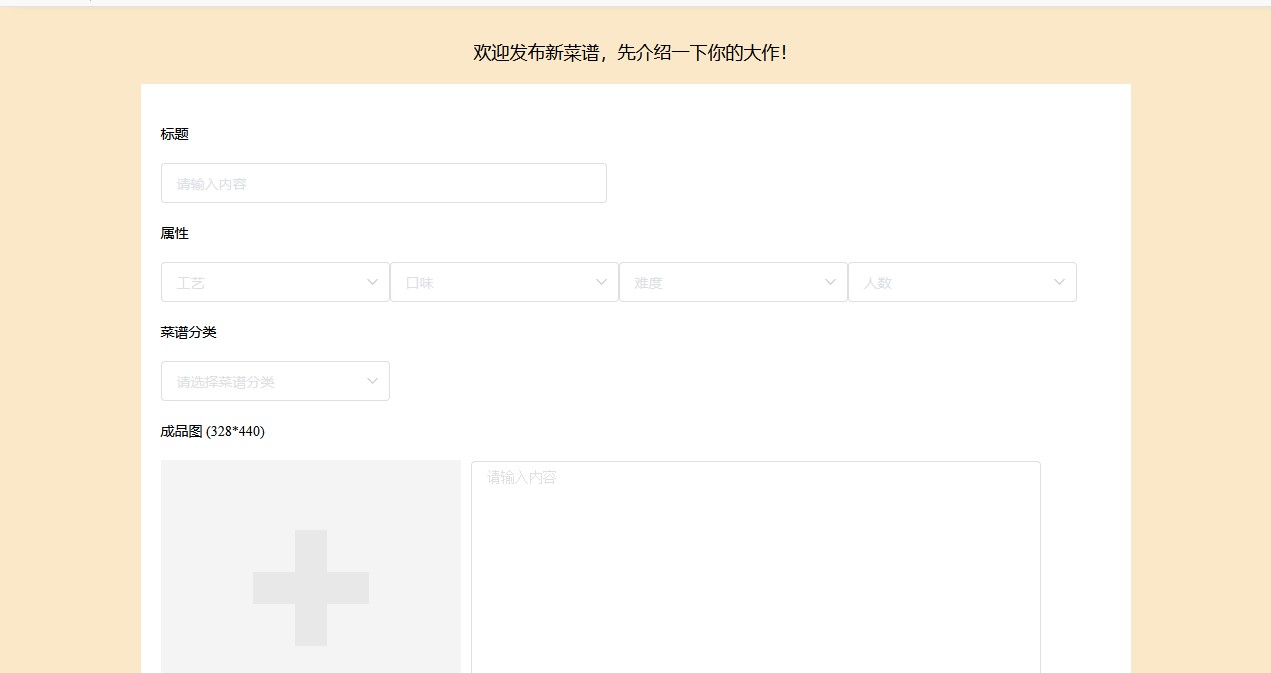 欢迎发布新菜谱，先介绍一下你的大作！
标题
请输入内容
属性
工艺 口味 难度 人数
菜谱分类
请选择菜谱分类
成品图 (328*440)
请输入内容